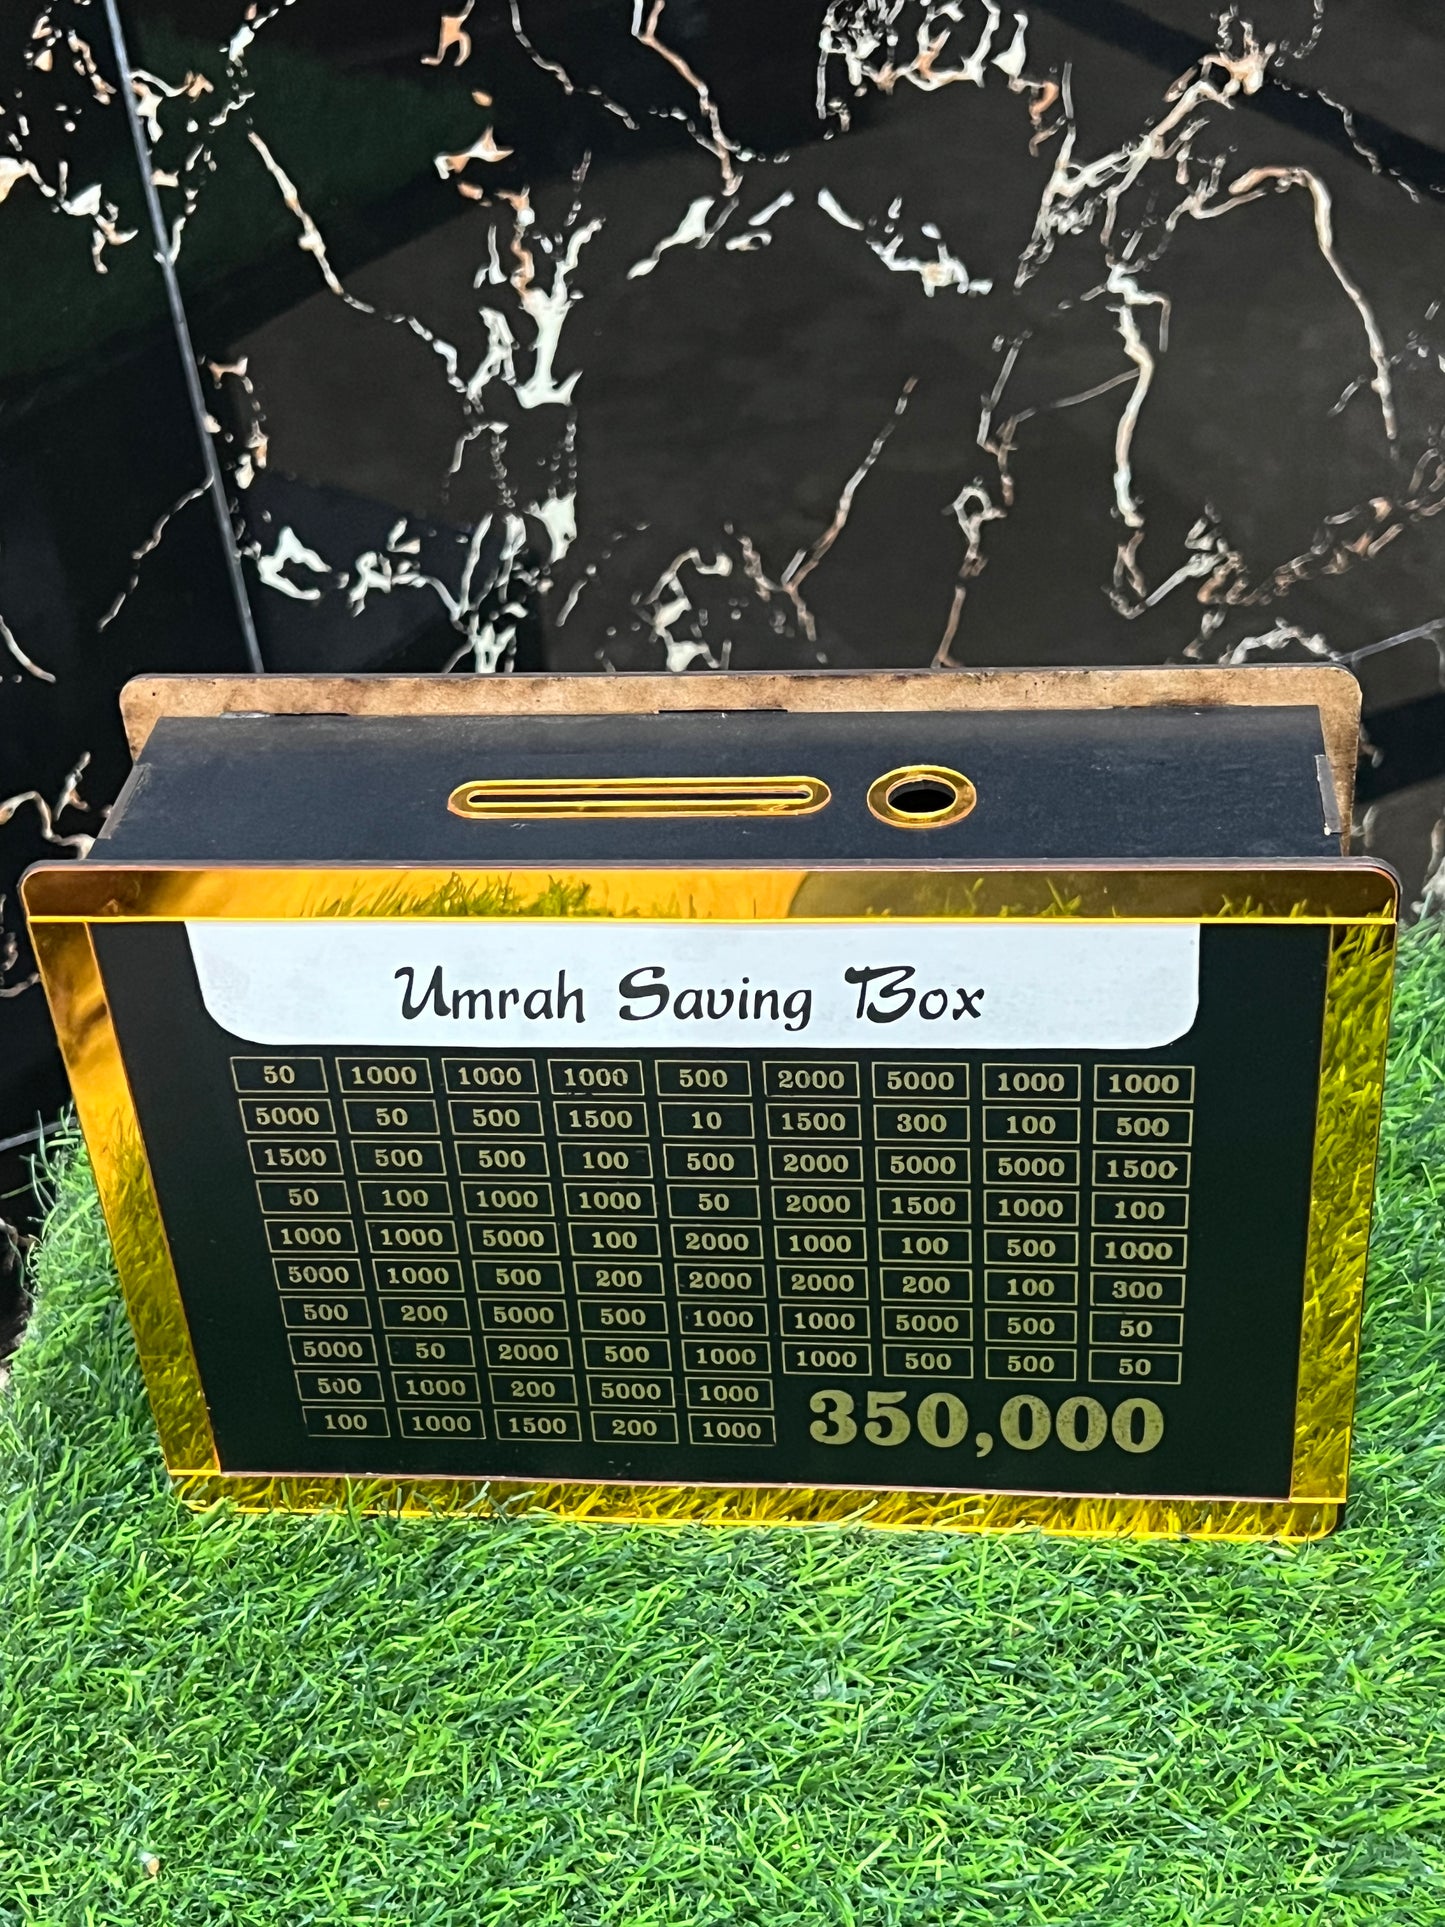 Umrah Saving Box
50 1000 1000 1000 500 2000 5000 1000 1000
5000 50 500 1500 10 1500 300 100 500
1500 500 500 100 500 2000 5000 5000 1500
50 100 1000 1000 50 2000 1500 1000 100
1000 1000 5000 100 2000 1000 100 500 1000
5000 1000 500 200 2000 2000 200 100 300
500 200 5000 500 1000 1000 5000 500 50
5000 50 2000 500 1000 1000 500 500 50
500 1000 200 5000 1000
100 1000 1500 200 1000
350,000